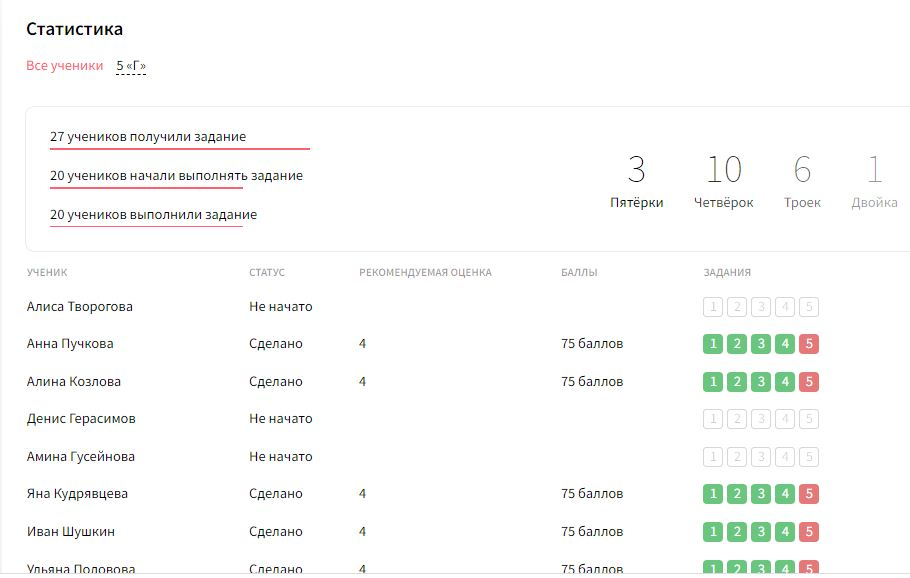 Статистика
Все ученики 5 «Г»
27 учеников получили задание
20 учеников начали выполнять задание
20 учеников выполнили задание
3 10 6 1
Пятёрки Четвёрок Троек Двойка
УЧЕНИК СТАТУС РЕКОМЕНДУЕМАЯ ОЦЕНКА БАЛЛЫ ЗАДАНИЯ
Алиса Творогова Не начато 1 2 3 4 5
Анна Пучкова Сделано 4 75 баллов 1 2 3 4 5
Алина Козлова Сделано 4 75 баллов 1 2 3 4 5
Денис Герасимов Не начато 1 2 3 4 5
Амина Гусейнова Не начато 1 2 3 4 5
Яна Кудрявцева Сделано 4 75 баллов 1 2 3 4 5
Иван Шушкин Сделано 4 75 баллов 1 2 3 4 5
Ульяна Сделано 4 75 баллов 1 2 3 4 5